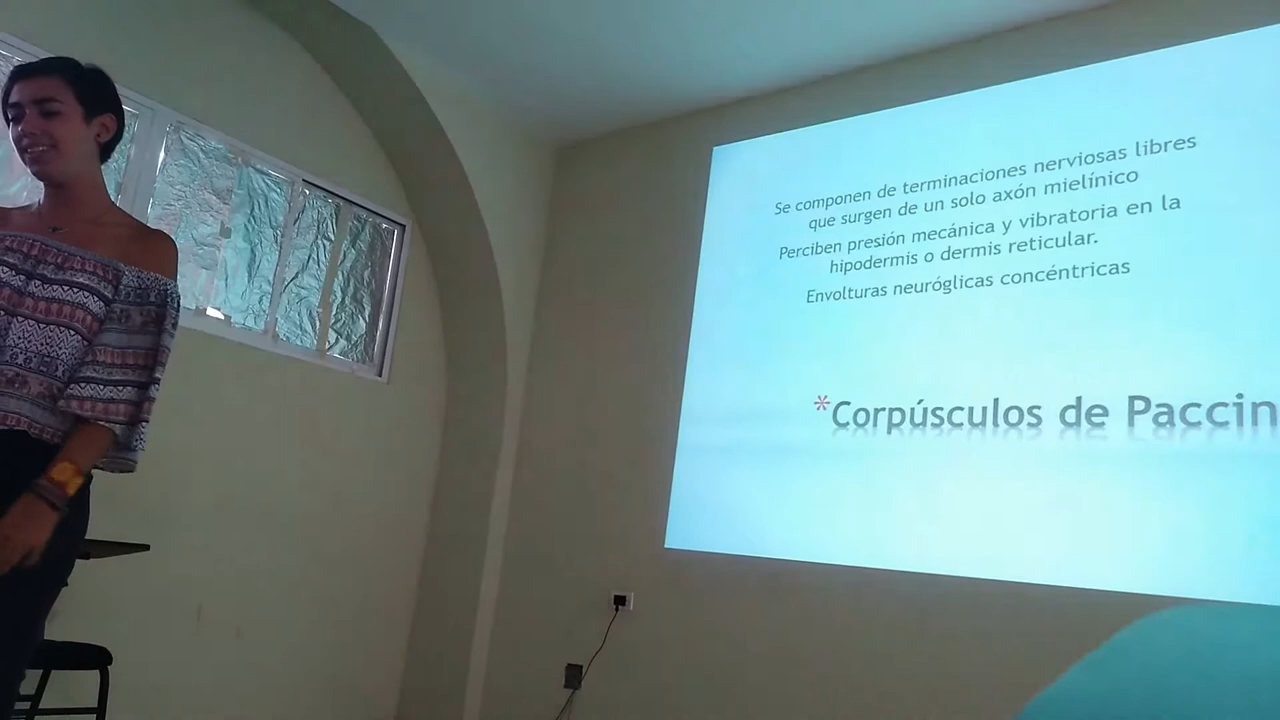 Se componen de terminaciones nerviosas libres
que surgen de un solo axón mielínico
Perciben presión mecánica y vibratoria en la
hipodermis o dermis reticular.
Envolturas neuróglicas concéntricas
*Corpúsculos de Paccin